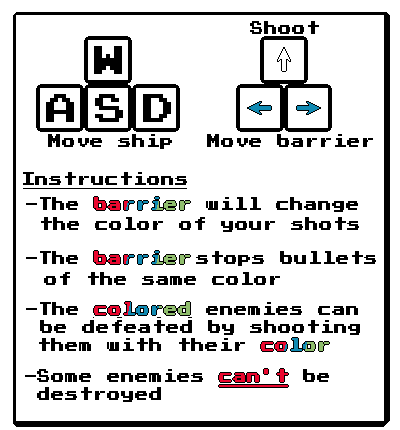 Shoot
W
A S D
Move ship Move barrier
Instructions
-The barrier will change
the color of your shots
-The barrier stops bullets
of the same color
-The colored enemies can
be defeated by shooting
them with their color
-Some enemies can't be
destroyed